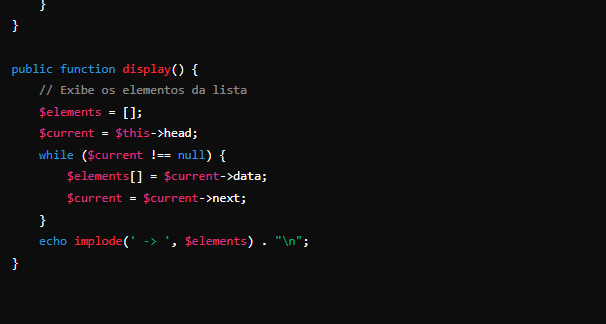 }
}

public function display() {
    // Exibe os elementos da lista
    $elements = [];
    $current = $this->head;
    while ($current !== null) {
        $elements[] = $current->data;
        $current = $current->next;
    }
    echo implode(' -> ', $elements) . "\n";
}